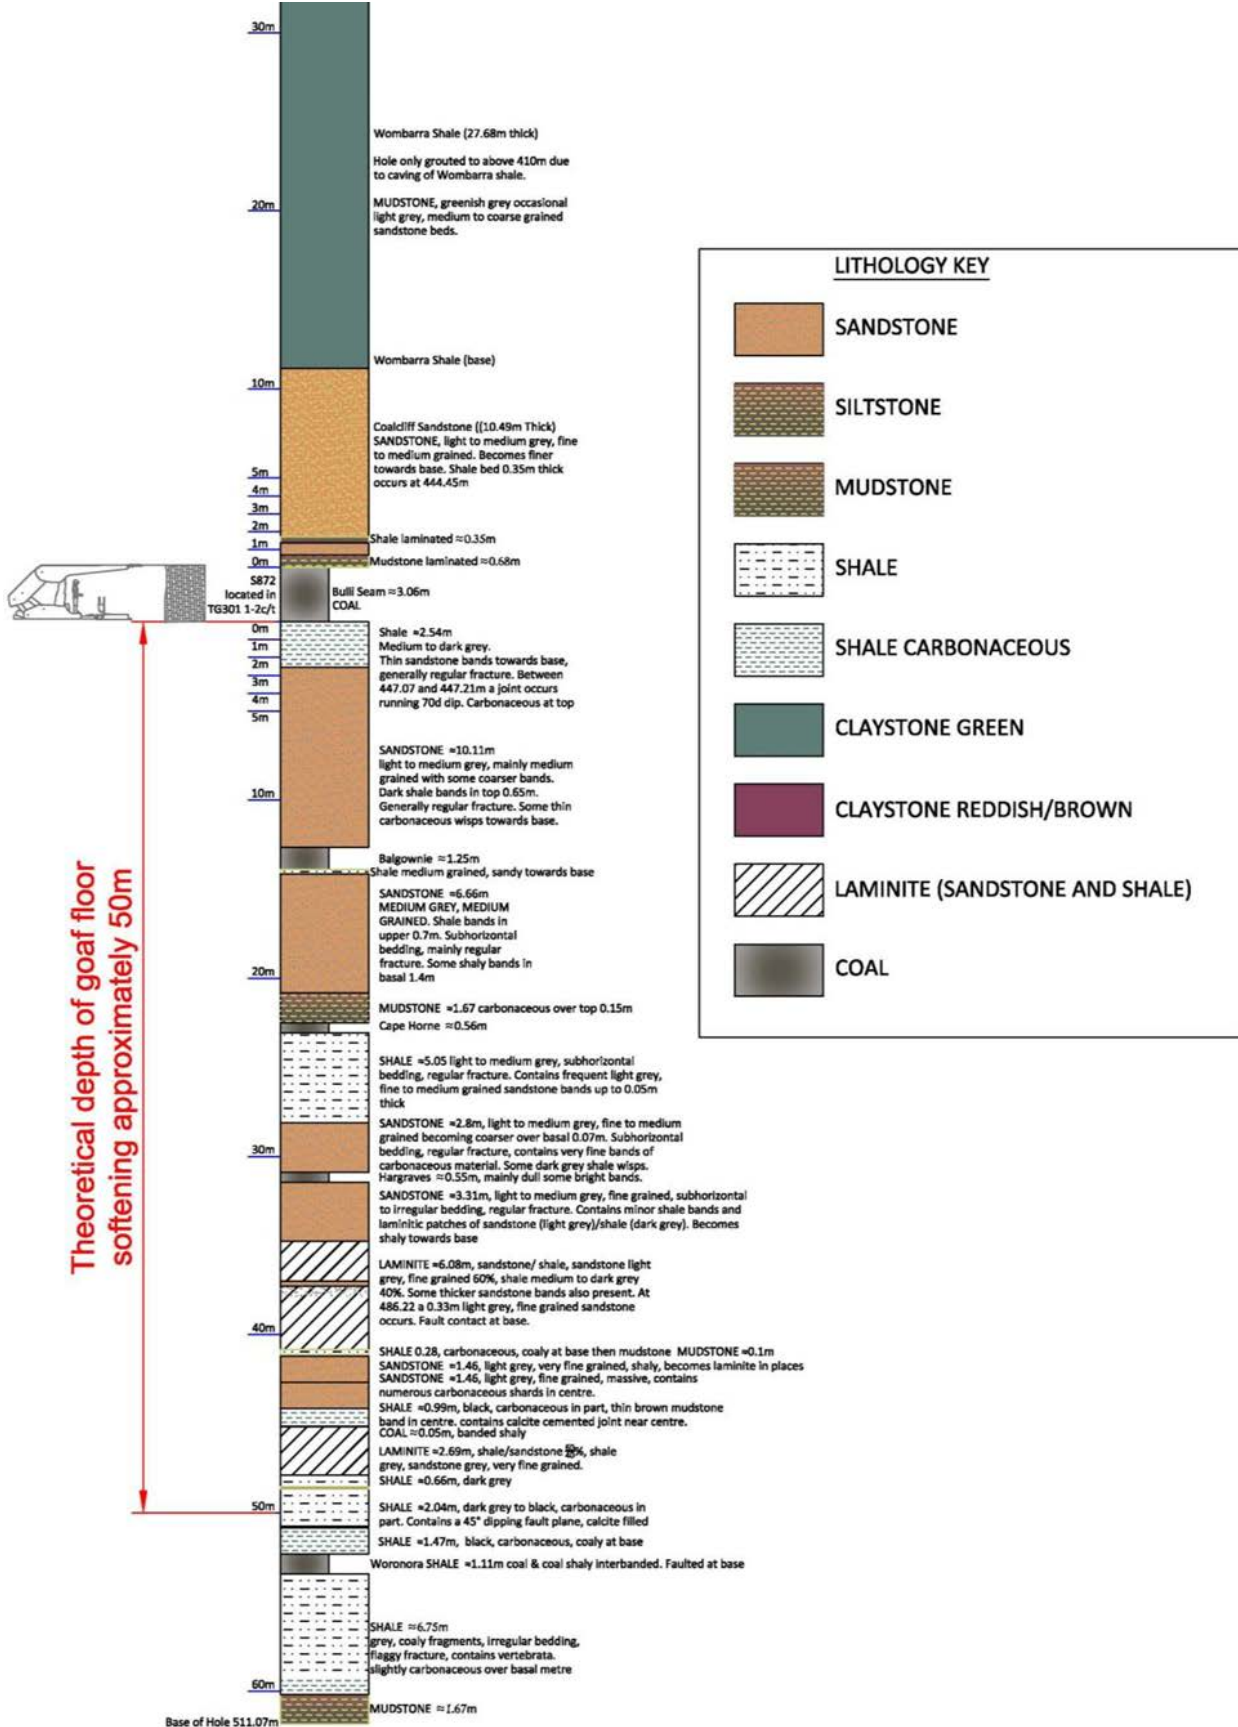 30m
Wombarra Shale (27.68m thick)
Hole only grouted to above 410m due
to caving of Wombarra shale.
20m
MUDSTONE, greenish grey occasional
light grey, medium to coarse grained
sandstone beds.
Wombarra Shale (base)
10m
Coalcliff Sandstone ((10.49m Thick)
SANDSTONE, light to medium grey, fine
to medium grained. Becomes finer
towards base. Shale bed 0.35m thick
occurs at 444.45m
5m
4m
3m
2m
1m
0m
Shale laminated ≈0.35m
Mudstone laminated ≈0.68m
S872
located in
TG301 1-2c/t
Bulli Seam ≈3.06m
COAL
0m
1m
2m
3m
4m
5m
Shale ≈2.54m
Medium to dark grey.
Thin sandstone bands towards base,
generally regular fracture. Between
447.07 and 447.21m a joint occurs
running 70d dip. Carbonaceous at top
SANDSTONE ≈10.11m
light to medium grey, mainly medium
grained with some coarser bands.
Dark shale bands in top 0.65m.
Generally regular fracture. Some thin
carbonaceous wisps towards base.
10m
Balgownie ≈1.25m
Shale medium grained, sandy towards base
SANDSTONE ≈6.66m
MEDIUM GREY, MEDIUM
GRAINED. Shale bands in
upper 0.7m. Subhorizontal
bedding, mainly regular
fracture. Some shaly bands in
basal 1.4m
20m
MUDSTONE ≈1.67 carbonaceous over top 0.15m
Cape Horne ≈0.56m
SHALE ≈5.05 light to medium grey, subhorizontal
bedding, regular fracture. Contains frequent light grey,
fine to medium grained sandstone bands up to 0.05m
thick
SANDSTONE ≈2.8m, light to medium grey, fine to medium
grained becoming coarser over basal 0.07m. Subhorizontal
bedding, regular fracture, contains very fine bands of
carbonaceous material. Some dark grey shale wisps.
30m
Hargraves ≈0.55m, mainly dull some bright bands.
SANDSTONE ≈3.31m, light to medium grey, fine grained, subhorizontal
to irregular bedding, regular fracture. Contains minor shale bands and
laminitic patches of sandstone (light grey)/shale (dark grey). Becomes
shaly towards base
LAMINITE ≈6.08m, sandstone/ shale, sandstone light
grey, fine grained 60%, shale medium to dark grey
40%. Some thicker sandstone bands also present. At
486.22 a 0.33m light grey, fine grained sandstone
occurs. Fault contact at base.
40m
SHALE 0.28, carbonaceous, coaly at base then mudstone MUDSTONE ≈0.1m
SANDSTONE ≈1.46, light grey, very fine grained, shaly, becomes laminite in places
SANDSTONE ≈1.46, light grey, fine grained, massive, contains
numerous carbonaceous shards in centre.
SHALE ≈0.99m, black, carbonaceous in part, thin brown mudstone
band in centre. contains calcite cemented joint near centre.
COAL ≈0.05m, banded shaly
LAMINITE ≈2.69m, shale/sandstone %, shale
grey, sandstone grey, very fine grained.
SHALE ≈0.66m, dark grey
50m
SHALE ≈2.04m, dark grey to black, carbonaceous in
part. Contains a 45° dipping fault plane, calcite filled
SHALE ≈1.47m, black, carbonaceous, coaly at base
Woronora SHALE ≈1.11m coal & coal shaly interbanded. Faulted at base
SHALE ≈6.75m
grey, coaly fragments, irregular bedding,
flaggy fracture, contains vertebrata.
slightly carbonaceous over basal metre
60m
MUDSTONE ≈1.67m
Base of Hole 511.07m
Theoretical depth of goaf floor
softening approximately 50m
LITHOLOGY KEY
SANDSTONE
SILTSTONE
MUDSTONE
SHALE
SHALE CARBONACEOUS
CLAYSTONE GREEN
CLAYSTONE REDDISH/BROWN
LAMINITE (SANDSTONE AND SHALE)
COAL